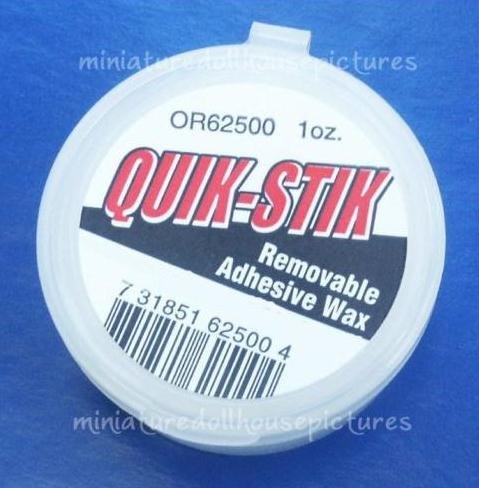 miniaturedollhousepictures
OR62500 1oz.
QUIK-STIK
Removable
Adhesive Wax
7 31851 62500 4
miniaturedollhousepictures